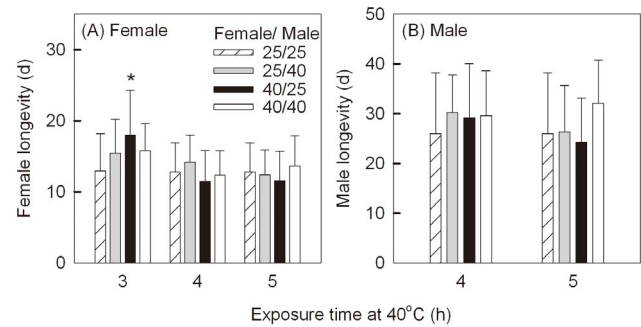 (A) Female
Female/ Male
25/25
25/40
40/25
40/40
*
Female longevity (d)
30
20
10
0
3 4 5
(B) Male
Male longevity (d)
50
40
30
20
10
0
4 5
Exposure time at 40°C (h)